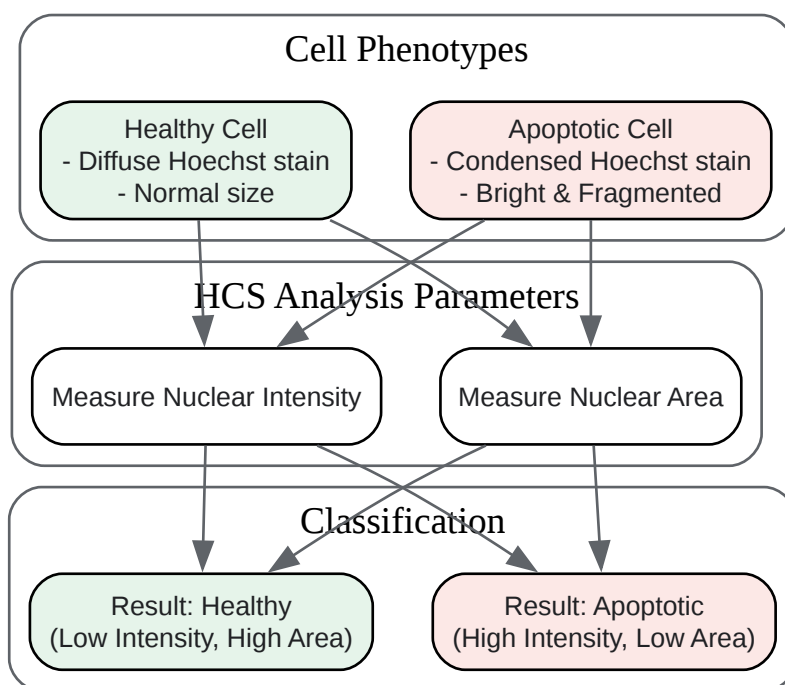 Cell Phenotypes
Healthy Cell
- Diffuse Hoechst stain
- Normal size
Apoptotic Cell
- Condensed Hoechst stain
- Bright & Fragmented
HCS Analysis Parameters
Measure Nuclear Intensity
Measure Nuclear Area
Classification
Result: Healthy
(Low Intensity, High Area)
Result: Apoptotic
(High Intensity, Low Area)